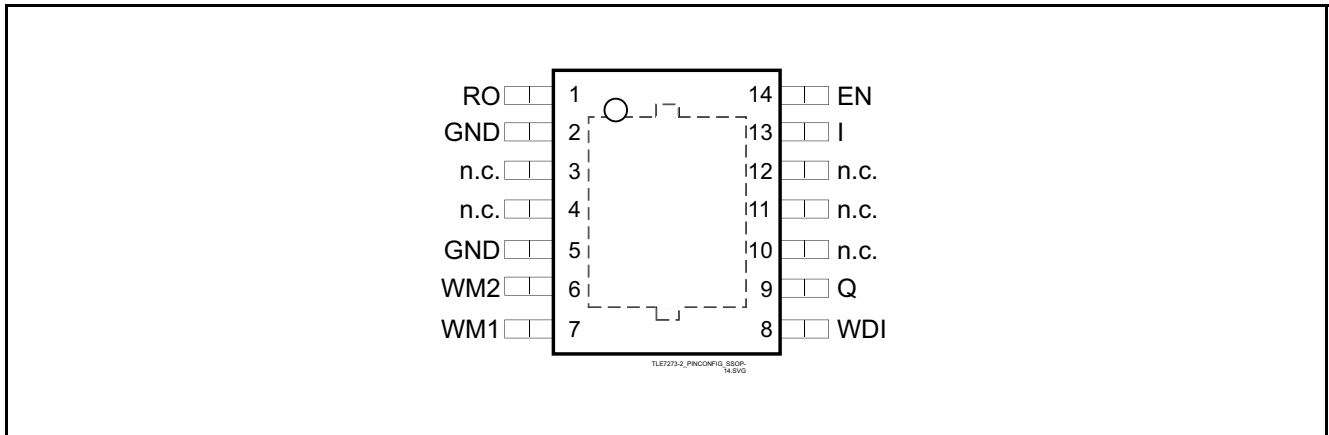 RO 1 14 EN
GND 2 13 I
n.c. 3 12 n.c.
n.c. 4 11 n.c.
GND 5 10 n.c.
WM2 6 9 Q
WM1 7 8 WDI
TLE7273-2_PINCONFIG_SSOP-
14.SVG